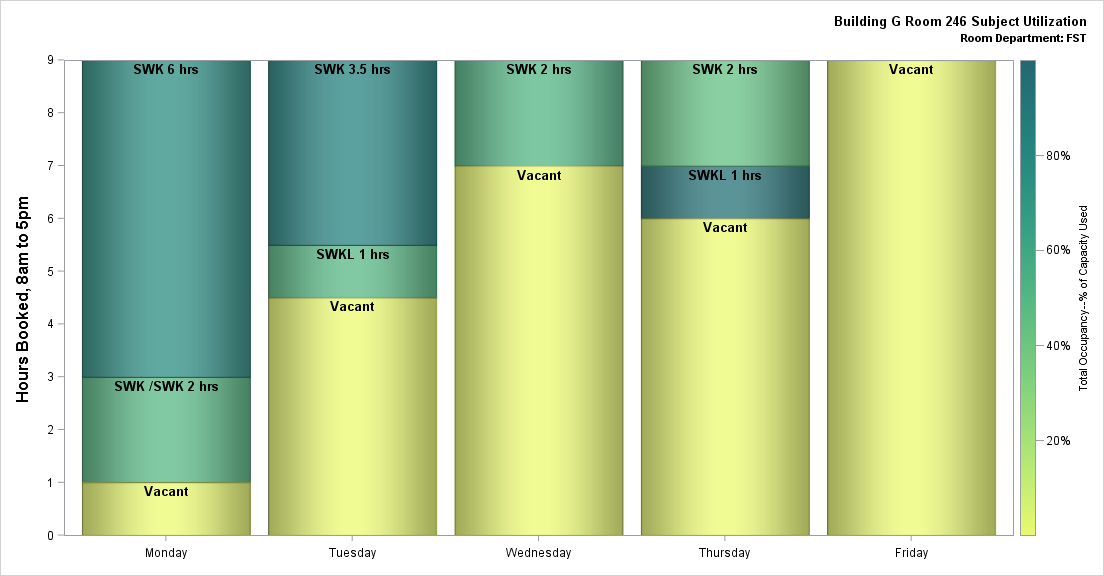 Building G Room 246 Subject Utilization
Room Department: FST
Hours Booked, 8am to 5pm
9
8
7
6
5
4
3
2
1
0
SWK 6 hrs
SWK /SWK 2 hrs
Vacant
SWK 3.5 hrs
SWKL 1 hrs
Vacant
SWK 2 hrs
Vacant
SWK 2 hrs
SWKL 1 hrs
Vacant
Vacant
Monday
Tuesday
Wednesday
Thursday
Friday
80%
60%
40%
20%
Total Occupancy--% of Capacity Used